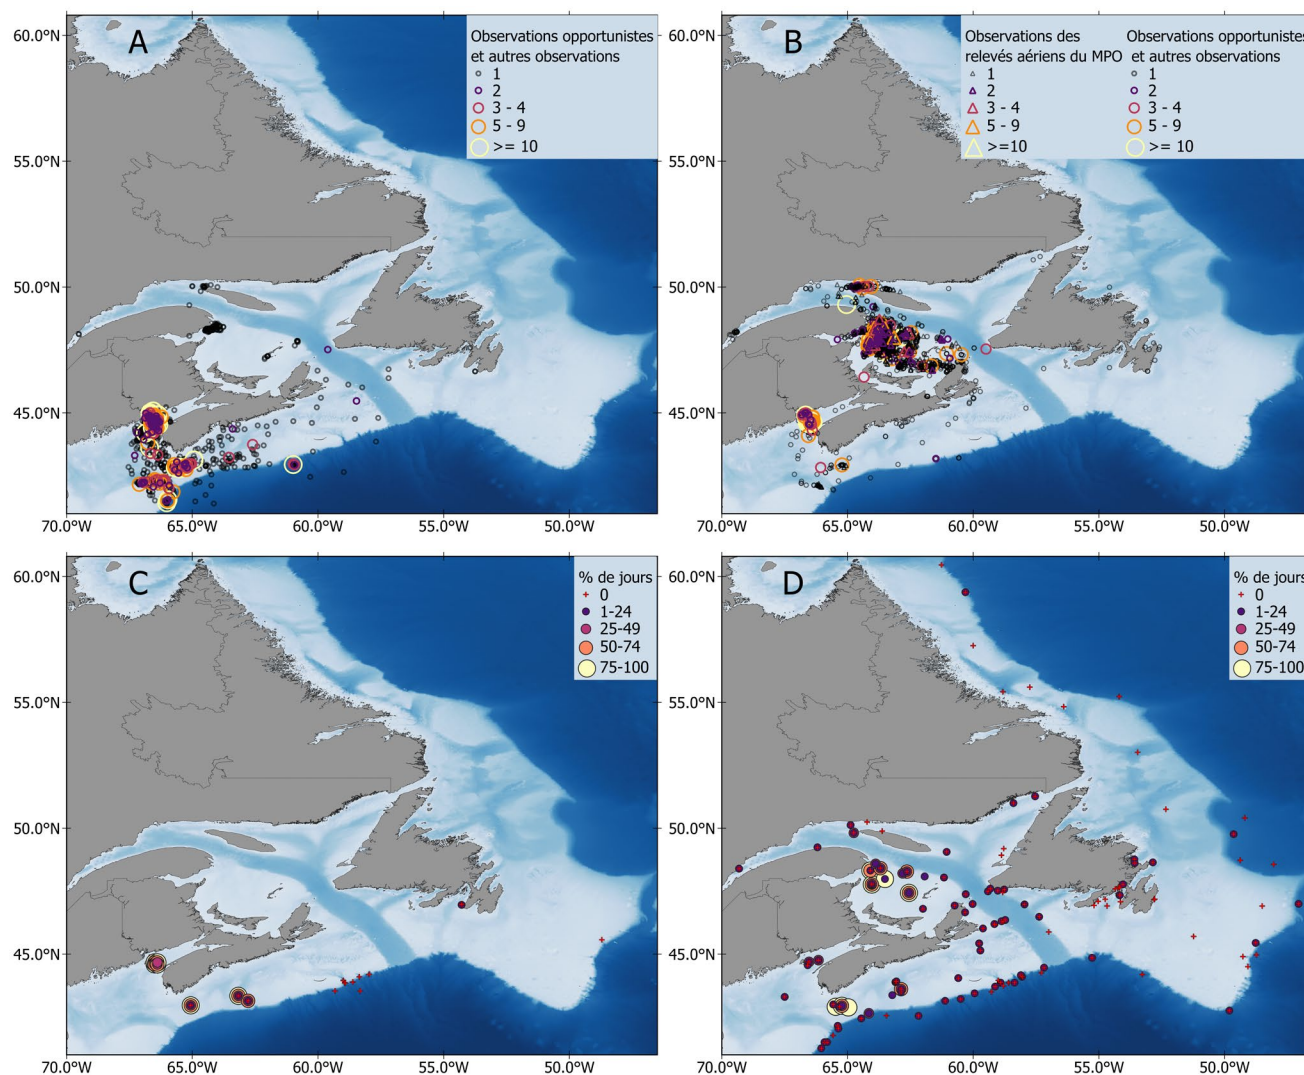 A
Observations opportunistes
et autres observations
1
2
3 - 4
5 - 9
>= 10
60.0°N
55.0°N
50.0°N
45.0°N
70.0°W
65.0°W
60.0°W
55.0°W
50.0°W
B
Observations des
relevés aériens du MPO
1
2
3 - 4
5 - 9
>=10
Observations opportunistes
et autres observations
1
2
3 - 4
5 - 9
>= 10
60.0°N
55.0°N
50.0°N
45.0°N
70.0°W
65.0°W
60.0°W
55.0°W
50.0°W
C
% de jours
0
1-24
25-49
50-74
75-100
60.0°N
55.0°N
50.0°N
45.0°N
70.0°W
65.0°W
60.0°W
55.0°W
50.0°W
D
% de jours
0
1-24
25-49
50-74
75-100
60.0°N
55.0°N
50.0°N
45.0°N
70.0°W
65.0°W
60.0°W
55.0°W
50.0°W